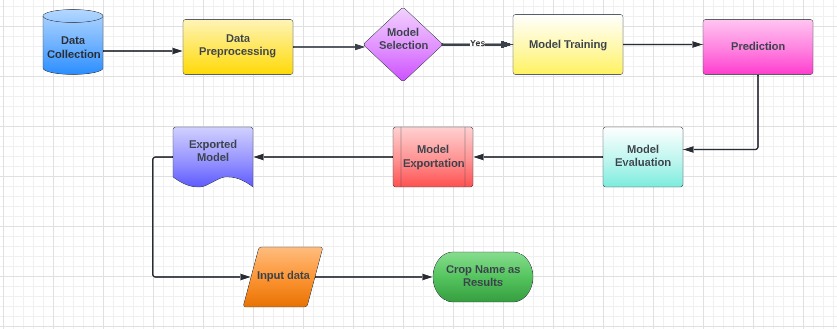 Data
Collection
Data
Preprocessing
Model
Selection
Yes
Model Training
Prediction
Exported
Model
Model
Exportation
Model
Evaluation
Input data
Crop Name as
Results